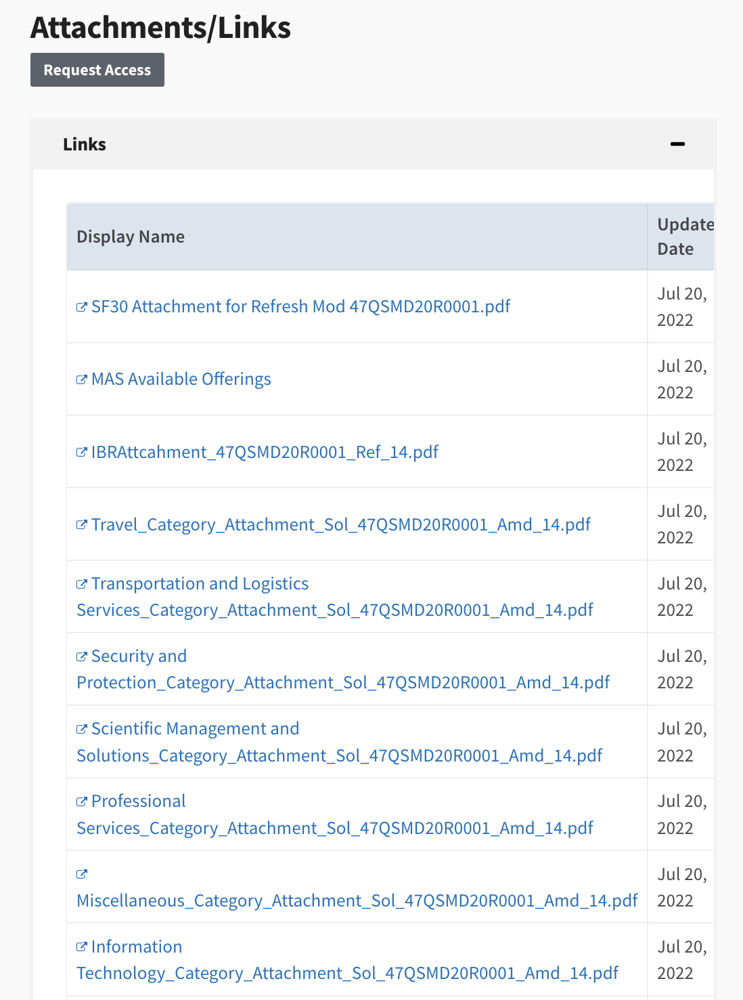 Attachments/Links
Request Access
Links
Display Name
Update
Date
SF30 Attachment for Refresh Mod 47QSMD20R0001.pdf
Jul 20,
2022
MAS Available Offerings
Jul 20,
2022
IBRAttcahment_47QSMD20R0001_Ref_14.pdf
Jul 20,
2022
Travel_Category_Attachment_Sol_47QSMD20R0001_Amd_14.pdf
Jul 20,
2022
Transportation and Logistics
Services_Category_Attachment_Sol_47QSMD20R0001_Amd_14.pdf
Jul 20,
2022
Security and
Protection_Category_Attachment_Sol_47QSMD20R0001_Amd_14.pdf
Jul 20,
2022
Scientific Management and
Solutions_Category_Attachment_Sol_47QSMD20R0001_Amd_14.pdf
Jul 20,
2022
Professional
Services_Category_Attachment_Sol_47QSMD20R0001_Amd_14.pdf
Jul 20,
2022
Miscellaneous_Category_Attachment_Sol_47QSMD20R0001_Amd_14.pdf
Jul 20,
2022
Information
Technology_Category_Attachment_Sol_47QSMD20R0001_Amd_14.pdf
Jul 20,
2022